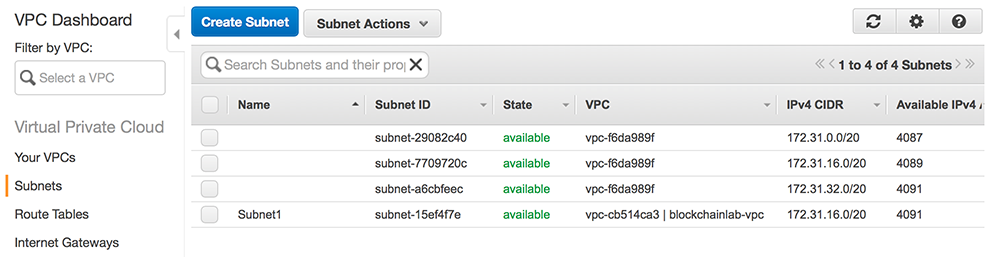 VPC Dashboard
Filter by VPC:
Select a VPC
Virtual Private Cloud
Your VPCs
Subnets
Route Tables
Internet Gateways
Create Subnet Subnet Actions
Search Subnets and their pro
1 to 4 of 4 Subnets
Name Subnet ID State VPC IPv4 CIDR Available IPv4
subnet-29082c40 available vpc-f6da989f 172.31.0.0/20 4087
subnet-7709720c available vpc-f6da989f 172.31.16.0/20 4089
subnet-a6cbfeec available vpc-f6da989f 172.31.32.0/20 4091
Subnet1 subnet-15ef4f7e available vpc-cb514ca3 | blockchainlab-vpc 172.31.16.0/20 4091